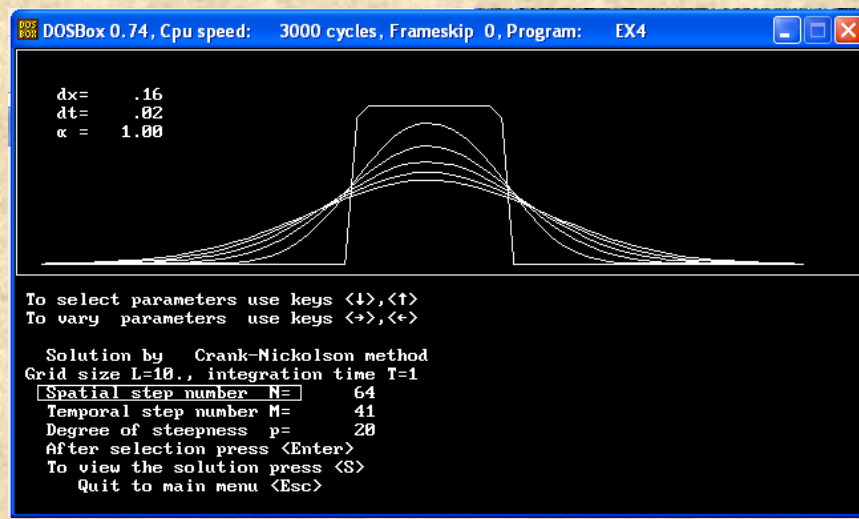 DOS BOX DOSBox 0.74, Cpu speed: 3000 cycles, Frameskip 0, Program: EX4
dx= .16
dt= .02
α = 1.00
To select parameters use keys <↓>,<↑>
To vary parameters use keys <→>,<←>
Solution by Crank-Nickolson method
Grid size L=10., integration time T=1
Spatial step number N= 64
Temporal step number M= 41
Degree of steepness p= 20
After selection press <Enter>
To view the solution press <S>
Quit to main menu <Esc>